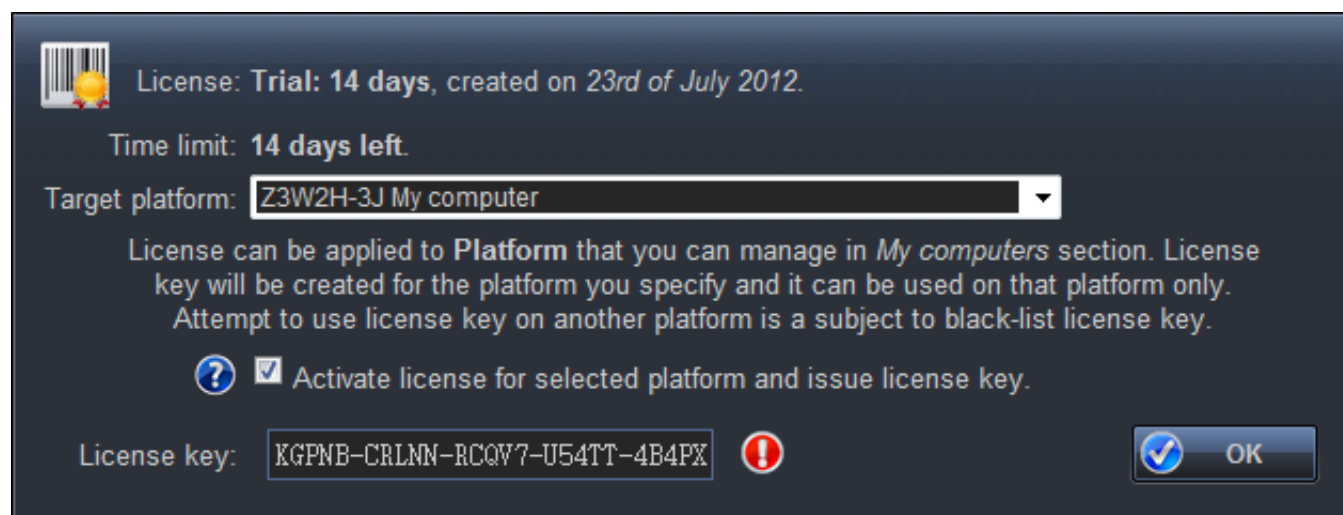 License: Trial: 14 days, created on 23rd of July 2012.
Time limit: 14 days left.
Target platform: Z3W2H-3J My computer
License can be applied to Platform that you can manage in My computers section. License
key will be created for the platform you specify and it can be used on that platform only.
Attempt to use license key on another platform is a subject to black-list license key.
Activate license for selected platform and issue license key.
License key: KGPNB-CRLNN-RCQV7-U54TT-4B4PX
OK